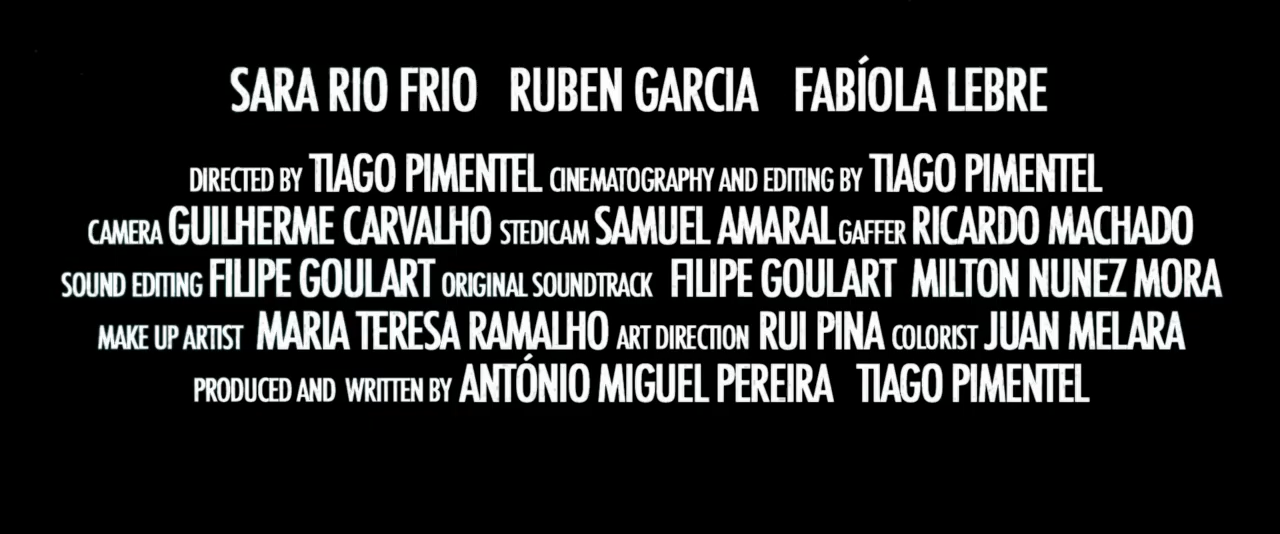 SARA RIO FRIO RUBEN GARCIA FABÍOLA LEBRE
DIRECTED BY TIAGO PIMENTEL CINEMATOGRAPHY AND EDITING BY TIAGO PIMENTEL
CAMERA GUILHERME CARVALHO STEDICAM SAMUEL AMARAL GAFFER RICARDO MACHADO
SOUND EDITING FILIPE GOULART ORIGINAL SOUNDTRACK FILIPE GOULART MILTON NUNEZ MORA
MAKE UP ARTIST MARIA TERESA RAMALHO ART DIRECTION RUI PINA COLORIST JUAN MELARA
PRODUCED AND WRITTEN BY ANTÓNIO MIGUEL PEREIRA TIAGO PIMENTEL